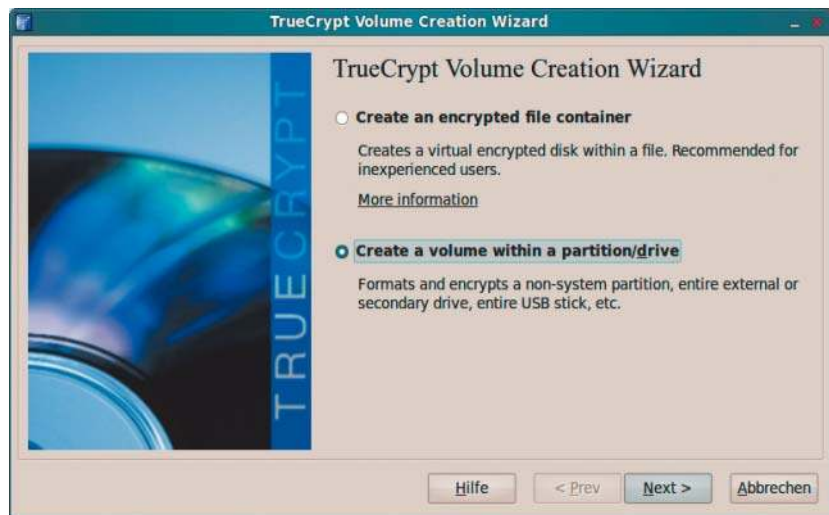 TrueCrypt Volume Creation Wizard
TRUECRYPT
TrueCrypt Volume Creation Wizard
Create an encrypted file container
Creates a virtual encrypted disk within a file. Recommended for
inexperienced users.
More information
Create a volume within a partition/drive
Formats and encrypts a non-system partition, entire external or
secondary drive, entire USB stick, etc.
Hilfe
< Prev
Next >
Abbrechen